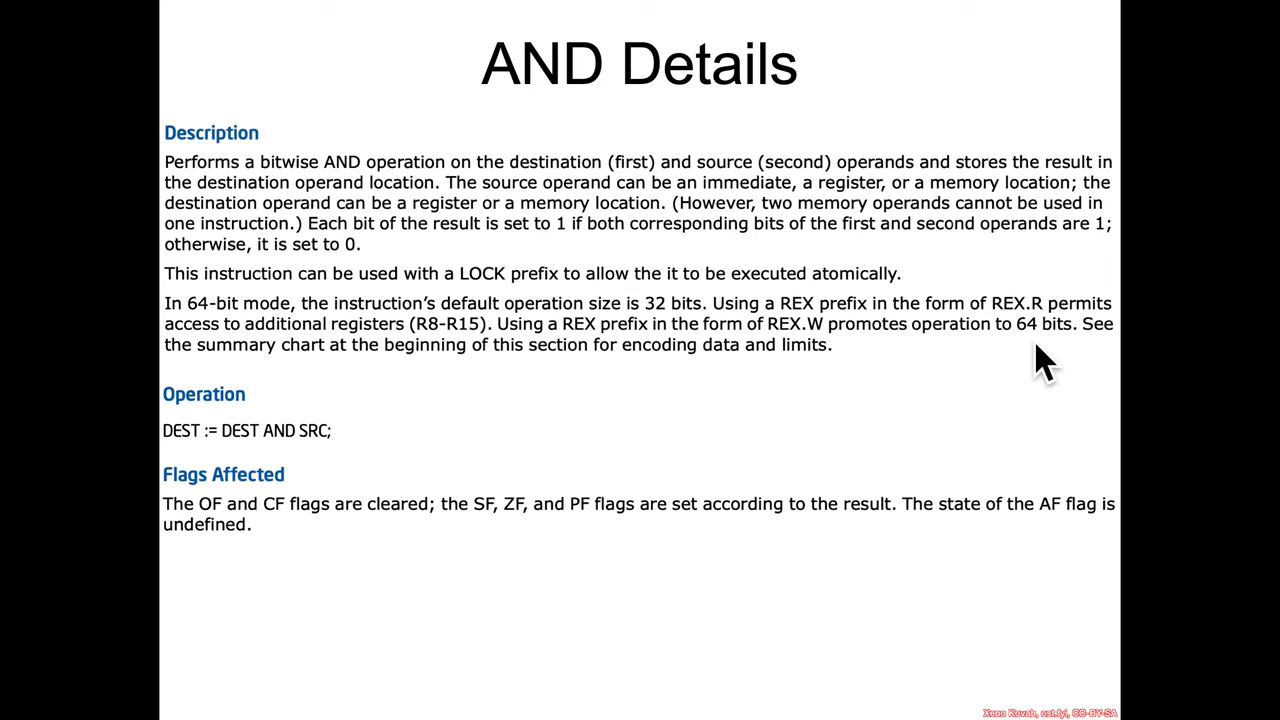 AND Details
Description
Performs a bitwise AND operation on the destination (first) and source (second) operands and stores the result in
the destination operand location. The source operand can be an immediate, a register, or a memory location; the
destination operand can be a register or a memory location. (However, two memory operands cannot be used in
one instruction.) Each bit of the result is set to 1 if both corresponding bits of the first and second operands are 1;
otherwise, it is set to 0.
This instruction can be used with a LOCK prefix to allow the it to be executed atomically.
In 64-bit mode, the instruction's default operation size is 32 bits. Using a REX prefix in the form of REX.R permits
access to additional registers (R8-R15). Using a REX prefix in the form of REX.W promotes operation to 64 bits. See
the summary chart at the beginning of this section for encoding data and limits.
Operation
DEST := DEST AND SRC;
Flags Affected
The OF and CF flags are cleared; the SF, ZF, and PF flags are set according to the result. The state of the AF flag is
undefined.
Xeno Kovah, ost.fyi, CC-BY-SA